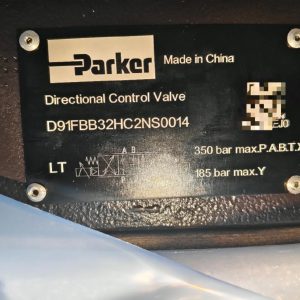 Parker
Made in China
Directional Control Valve
D91FBB32HC2NS0014
LT
A B
350 bar max.P.A.B.T.X
185 bar max.Y